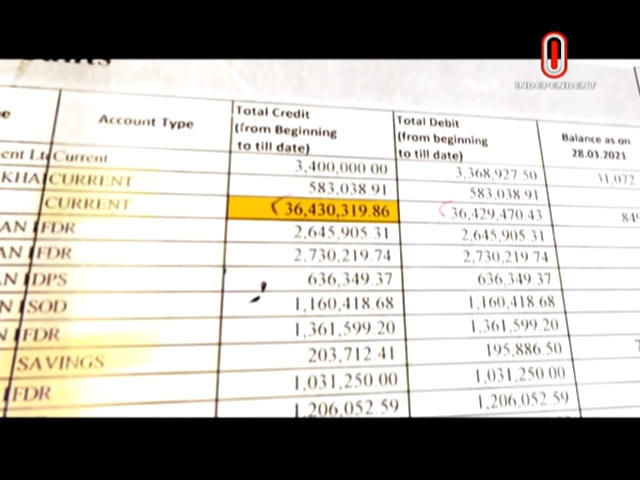 INDEPENDENT
Account Type
Total Credit
(from Beginning
to till date)
Total Debit
(from beginning
to till date)
Balance as on
28.03.2021
Current 3,400,000.00 3,368,927.50 31,072
CURRENT 583,038.91 583,038.91
CURRENT 36,430,319.86 36,429,470.43
FDR 2,645,905.31 2,645,905.31
FDR 2,730,219.74 2,730,219.74
DPS 636,349.37 636,349.37
SOD 1,160,418.68 1,160,418.68
FDR 1,361,599.20 1,361,599.20
SAVINGS 203,712.41 195,886.50
FDR 1,031,250.00 1,031,250.00
1,206,052.59 1,206,052.59